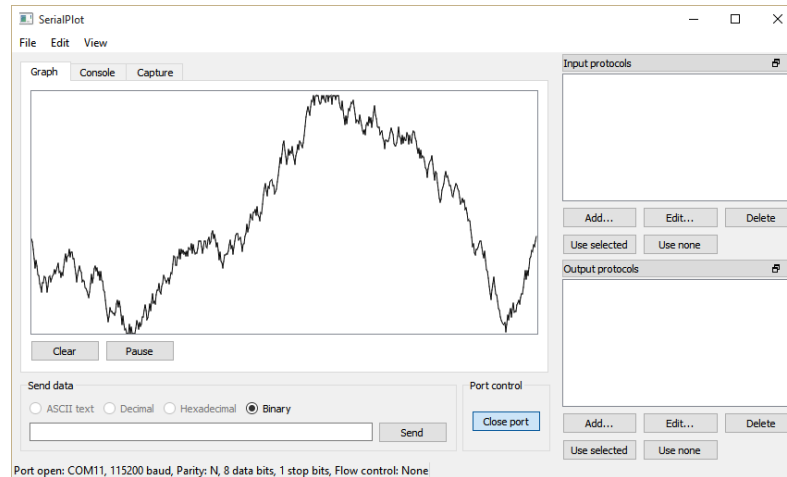 SerialPlot
File Edit View
Graph Console Capture
Clear Pause
Send data
ASCII text Decimal Hexadecimal Binary
Send
Port control
Close port
Input protocols
Add... Edit... Delete
Use selected Use none
Output protocols
Add... Edit... Delete
Use selected Use none
Port open: COM11, 115200 baud, Parity: N, 8 data bits, 1 stop bits, Flow control: None